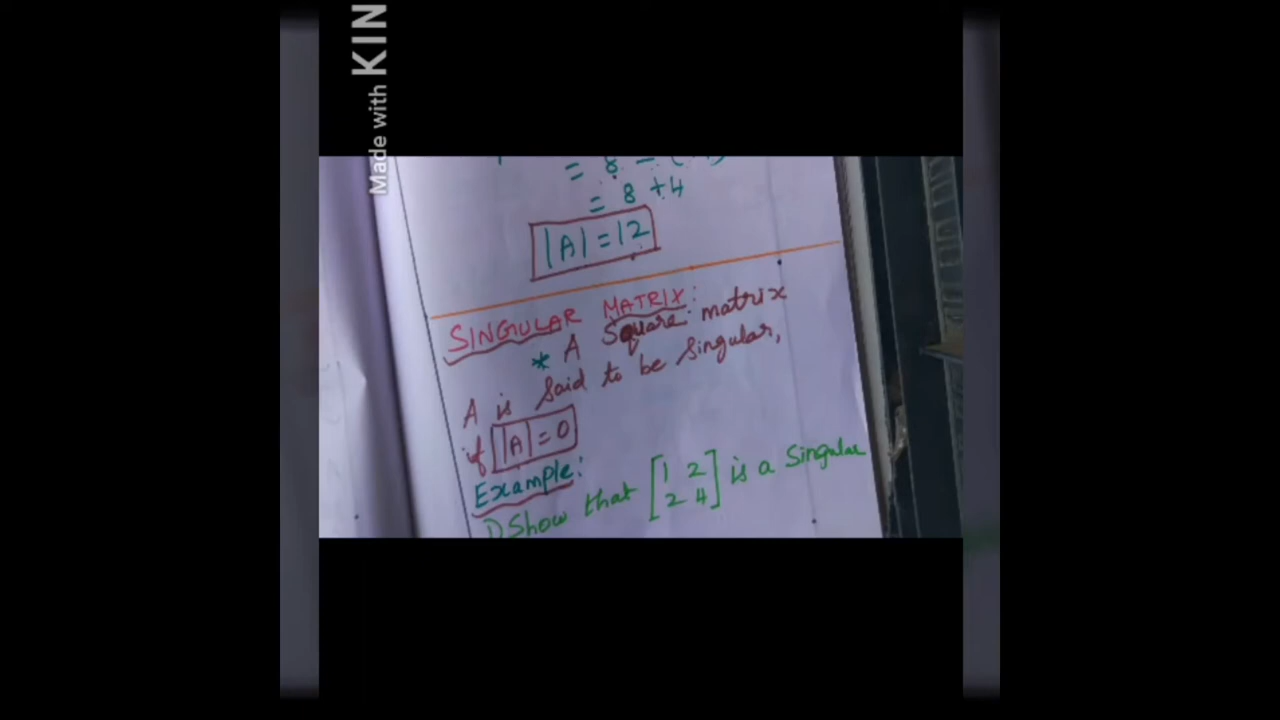 Made with KIN
= 8 - (
= 8 + 4
|A| = 12
SINGULAR MATRIX:
* A Square matrix
A is said to be singular,
if |A| = 0
Example:
1) Show that [1 2
2 4] is a singular